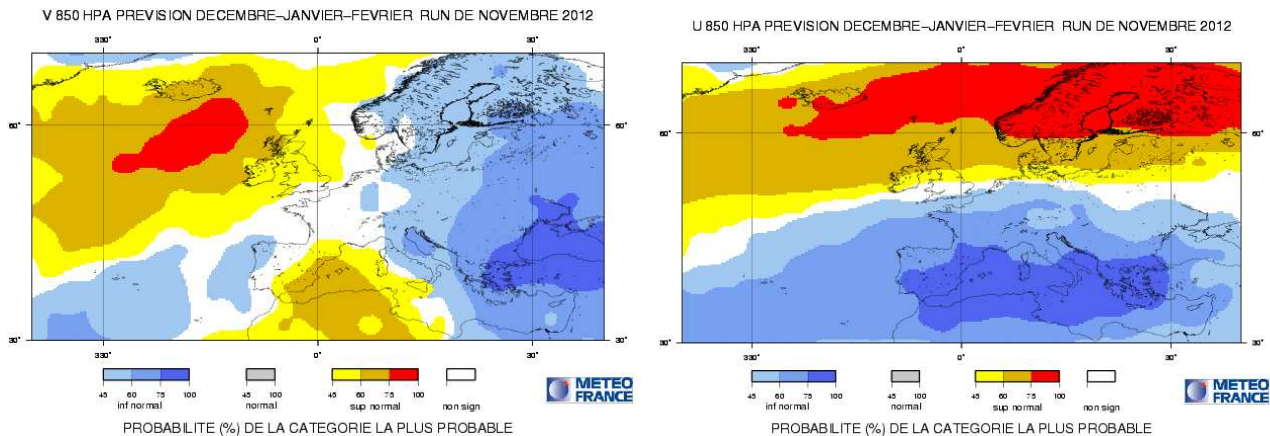 V 850 HPA PREVISION DECEMBRE–JANVIER–FEVRIER RUN DE NOVEMBRE 2012
330° 0° 30°
60° 60°
30° 30°
330° 0° 30°
45 60 75 100 45 100 45 60 75 100
inf normal normal sup normal non sign
METEO
FRANCE
PROBABILITE (%) DE LA CATEGORIE LA PLUS PROBABLE
U 850 HPA PREVISION DECEMBRE–JANVIER–FEVRIER RUN DE NOVEMBRE 2012
330° 0° 30°
60° 60°
30° 30°
330° 0° 30°
45 60 75 100 45 100 45 60 75 100
inf normal normal sup normal non sign
METEO
FRANCE
PROBABILITE (%) DE LA CATEGORIE LA PLUS PROBABLE